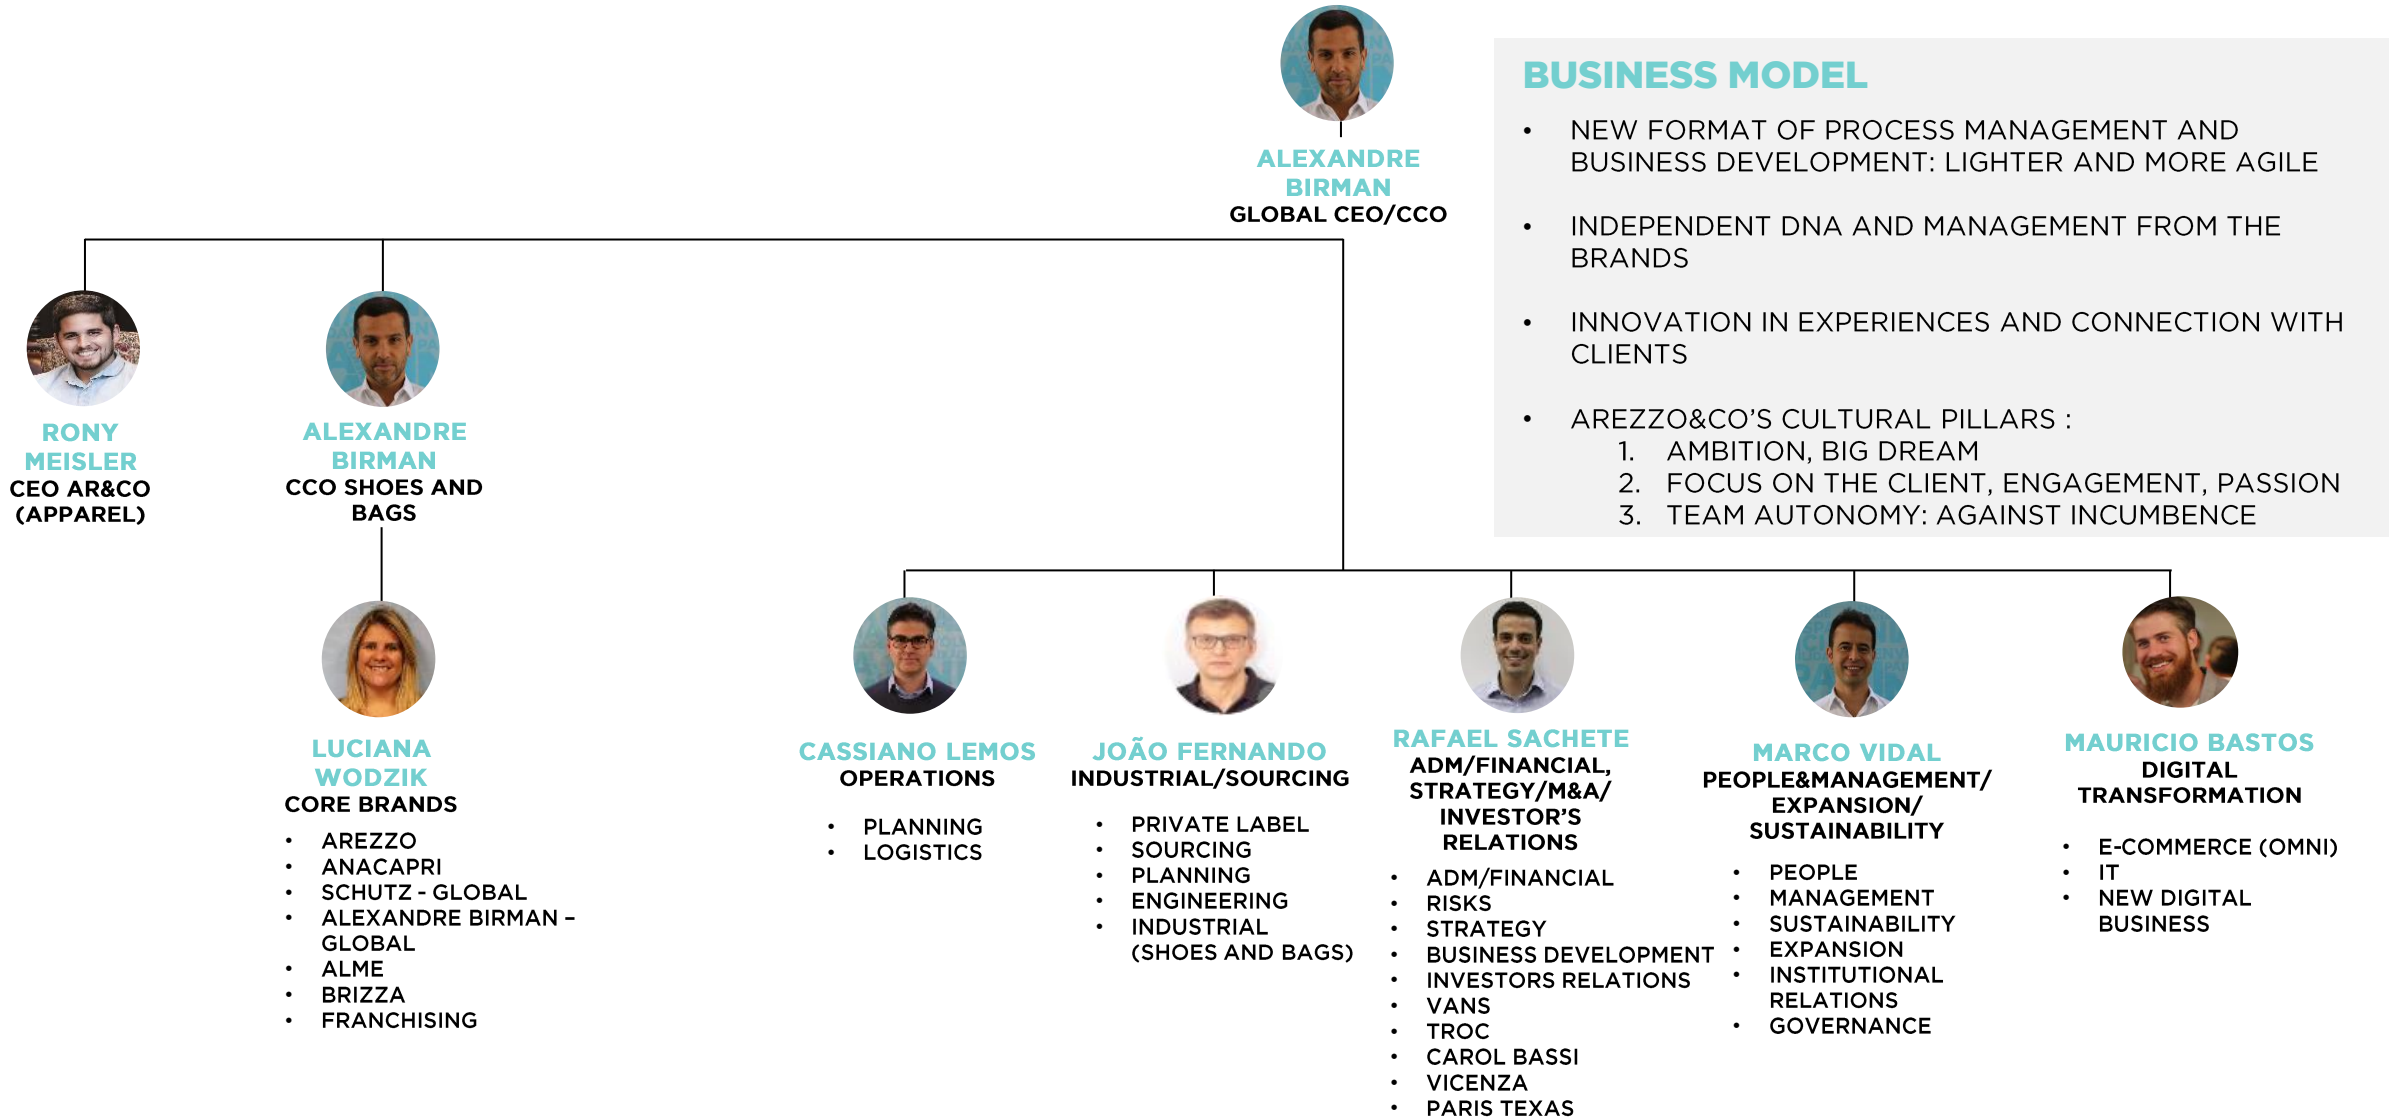 ALEXANDRE
BIRMAN
GLOBAL CEO/CCO
BUSINESS MODEL
• NEW FORMAT OF PROCESS MANAGEMENT AND
BUSINESS DEVELOPMENT: LIGHTER AND MORE AGILE
• INDEPENDENT DNA AND MANAGEMENT FROM THE
BRANDS
• INNOVATION IN EXPERIENCES AND CONNECTION WITH
CLIENTS
• AREZZO&CO'S CULTURAL PILLARS :
1. AMBITION, BIG DREAM
2. FOCUS ON THE CLIENT, ENGAGEMENT, PASSION
3. TEAM AUTONOMY: AGAINST INCUMBENCE
RONY
MEISLER
CEO AR&CO
(APPAREL)
ALEXANDRE
BIRMAN
CCO SHOES AND
BAGS
LUCIANA
WODZIK
CORE BRANDS
• AREZZO
• ANACAPRI
• SCHUTZ - GLOBAL
• ALEXANDRE BIRMAN –
GLOBAL
• ALME
• BRIZZA
• FRANCHISING
CASSIANO LEMOS
OPERATIONS
• PLANNING
• LOGISTICS
JOÃO FERNANDO
INDUSTRIAL/SOURCING
• PRIVATE LABEL
• SOURCING
• PLANNING
• ENGINEERING
• INDUSTRIAL
(SHOES AND BAGS)
RAFAEL SACHETE
ADM/FINANCIAL,
STRATEGY/M&A/
INVESTOR'S
RELATIONS
• ADM/FINANCIAL
• RISKS
• STRATEGY
• BUSINESS DEVELOPMENT
• INVESTORS RELATIONS
• VANS
• TROC
• CAROL BASSI
• VICENZA
• PARIS TEXAS
MARCO VIDAL
PEOPLE&MANAGEMENT/
EXPANSION/
SUSTAINABILITY
• PEOPLE
• MANAGEMENT
• SUSTAINABILITY
• EXPANSION
• INSTITUTIONAL
RELATIONS
• GOVERNANCE
MAURICIO BASTOS
DIGITAL
TRANSFORMATION
• E-COMMERCE (OMNI)
• IT
• NEW DIGITAL
BUSINESS